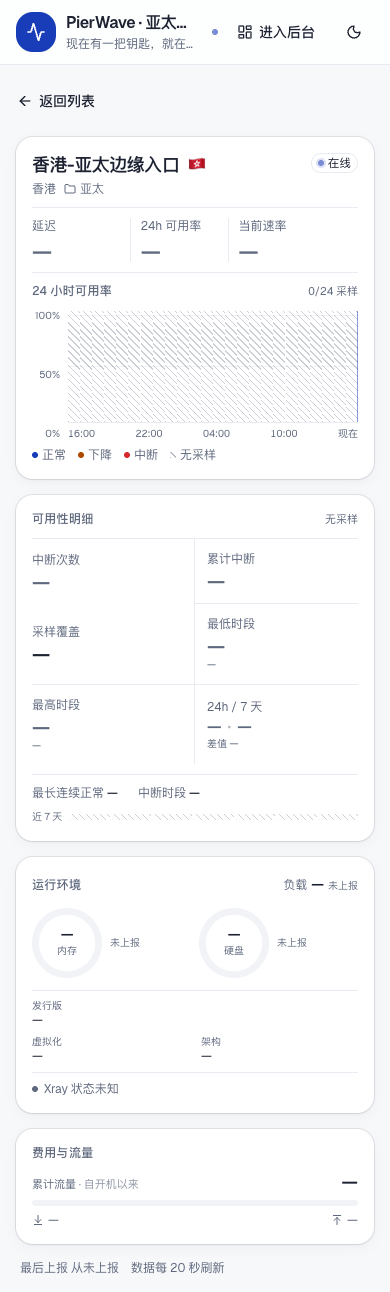 PierWave · 亚太...
现在有一把钥匙，就在...
进入后台
返回列表
香港-亚太边缘入口 🇭🇰
在线
香港 亚太
延迟 24h 可用率 当前速率
— — —
24 小时可用率 0/24 采样
100%
50%
0% 16:00 22:00 04:00 10:00 现在
正常 下降 中断 无采样
可用性明细 无采样
中断次数
—
累计中断
—
采样覆盖
—
最低时段
—
—
最高时段
—
—
24h / 7 天
— · —
差值 —
最长连续正常 — 中断时段 —
近 7 天
运行环境 负载 — 未上报
—
内存
未上报
—
硬盘
未上报
发行版
—
虚拟化 架构
— —
Xray 状态未知
费用与流量
累计流量 · 自开机以来 —
— —
最后上报 从未上报 数据每 20 秒刷新